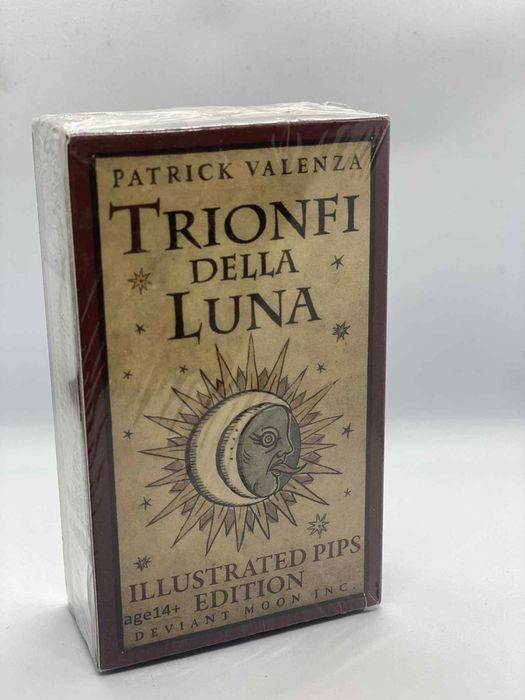 PATRICK VALENZA
TRIONFI
DELLA
LUNA
ILLUSTRATED PIPS
EDITION
age14+
DEVIANT MOON INC.